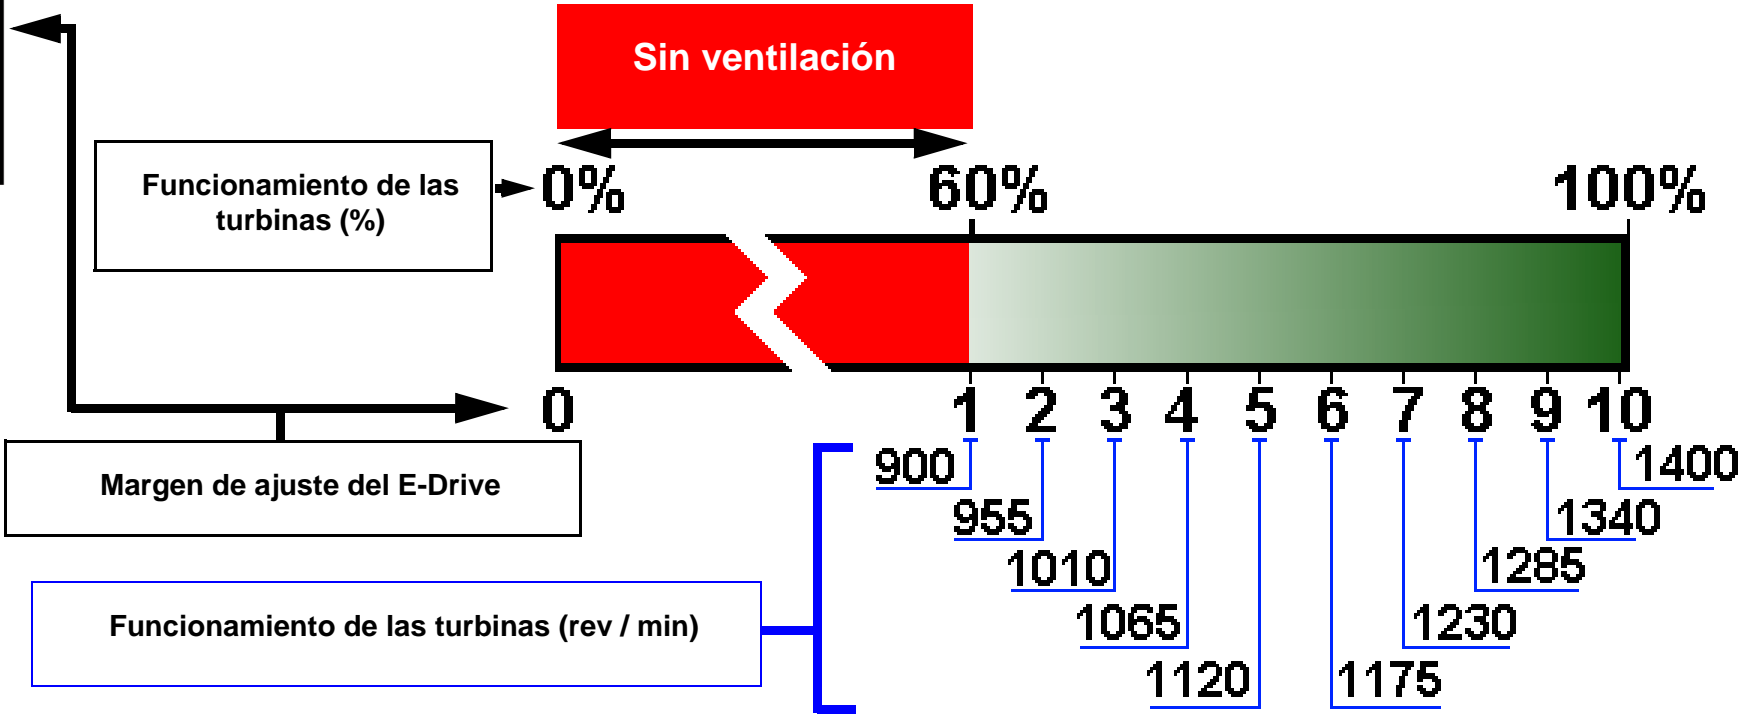 Sin ventilación
Funcionamiento de las
turbinas (%)
0% 60% 100%
0 1 2 3 4 5 6 7 8 9 10
Margen de ajuste del E-Drive
900 1400
955 1340
1010 1285
1065 1230
1120 1175
Funcionamiento de las turbinas (rev / min)